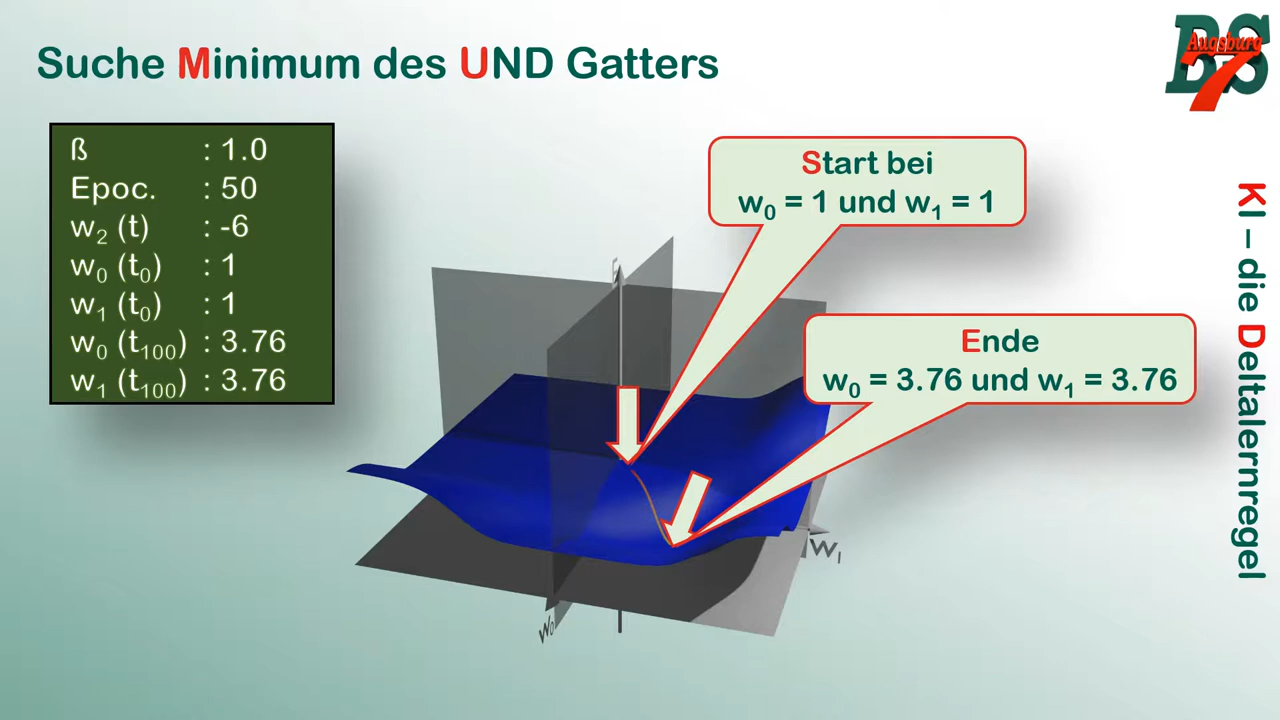 Suche Minimum des UND Gatters
BS
Augsburg
7
ß : 1.0
Epoc. : 50
w₂ (t) : -6
w₀ (t₀) : 1
w₁ (t₀) : 1
w₀ (t₁₀₀) : 3.76
w₁ (t₁₀₀) : 3.76
Start bei
w₀ = 1 und w₁ = 1
Ende
w₀ = 3.76 und w₁ = 3.76
KI – die Deltalernregel
w₁
w₀